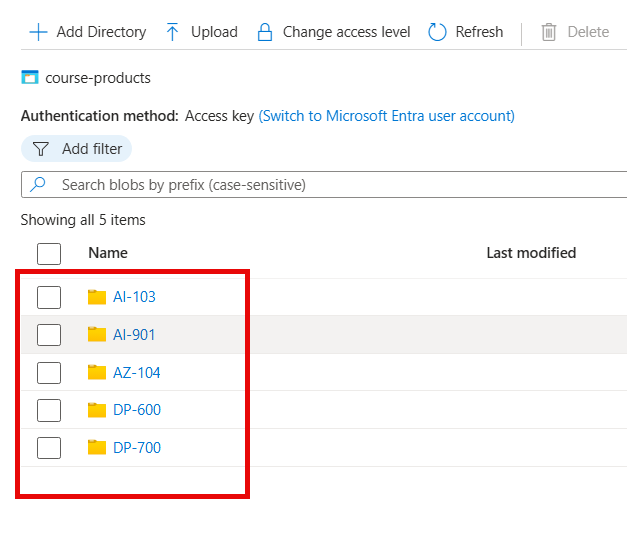 Add Directory Upload Change access level Refresh Delete
course-products
Authentication method: Access key (Switch to Microsoft Entra user account)
Add filter
Search blobs by prefix (case-sensitive)
Showing all 5 items
Name Last modified
AI-103
AI-901
AZ-104
DP-600
DP-700